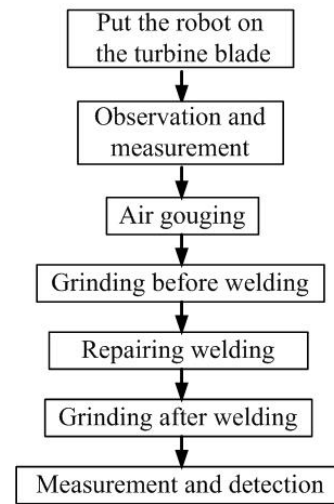 Put the robot on
the turbine blade
Observation and
measurement
Air gouging
Grinding before welding
Repairing welding
Grinding after welding
Measurement and detection